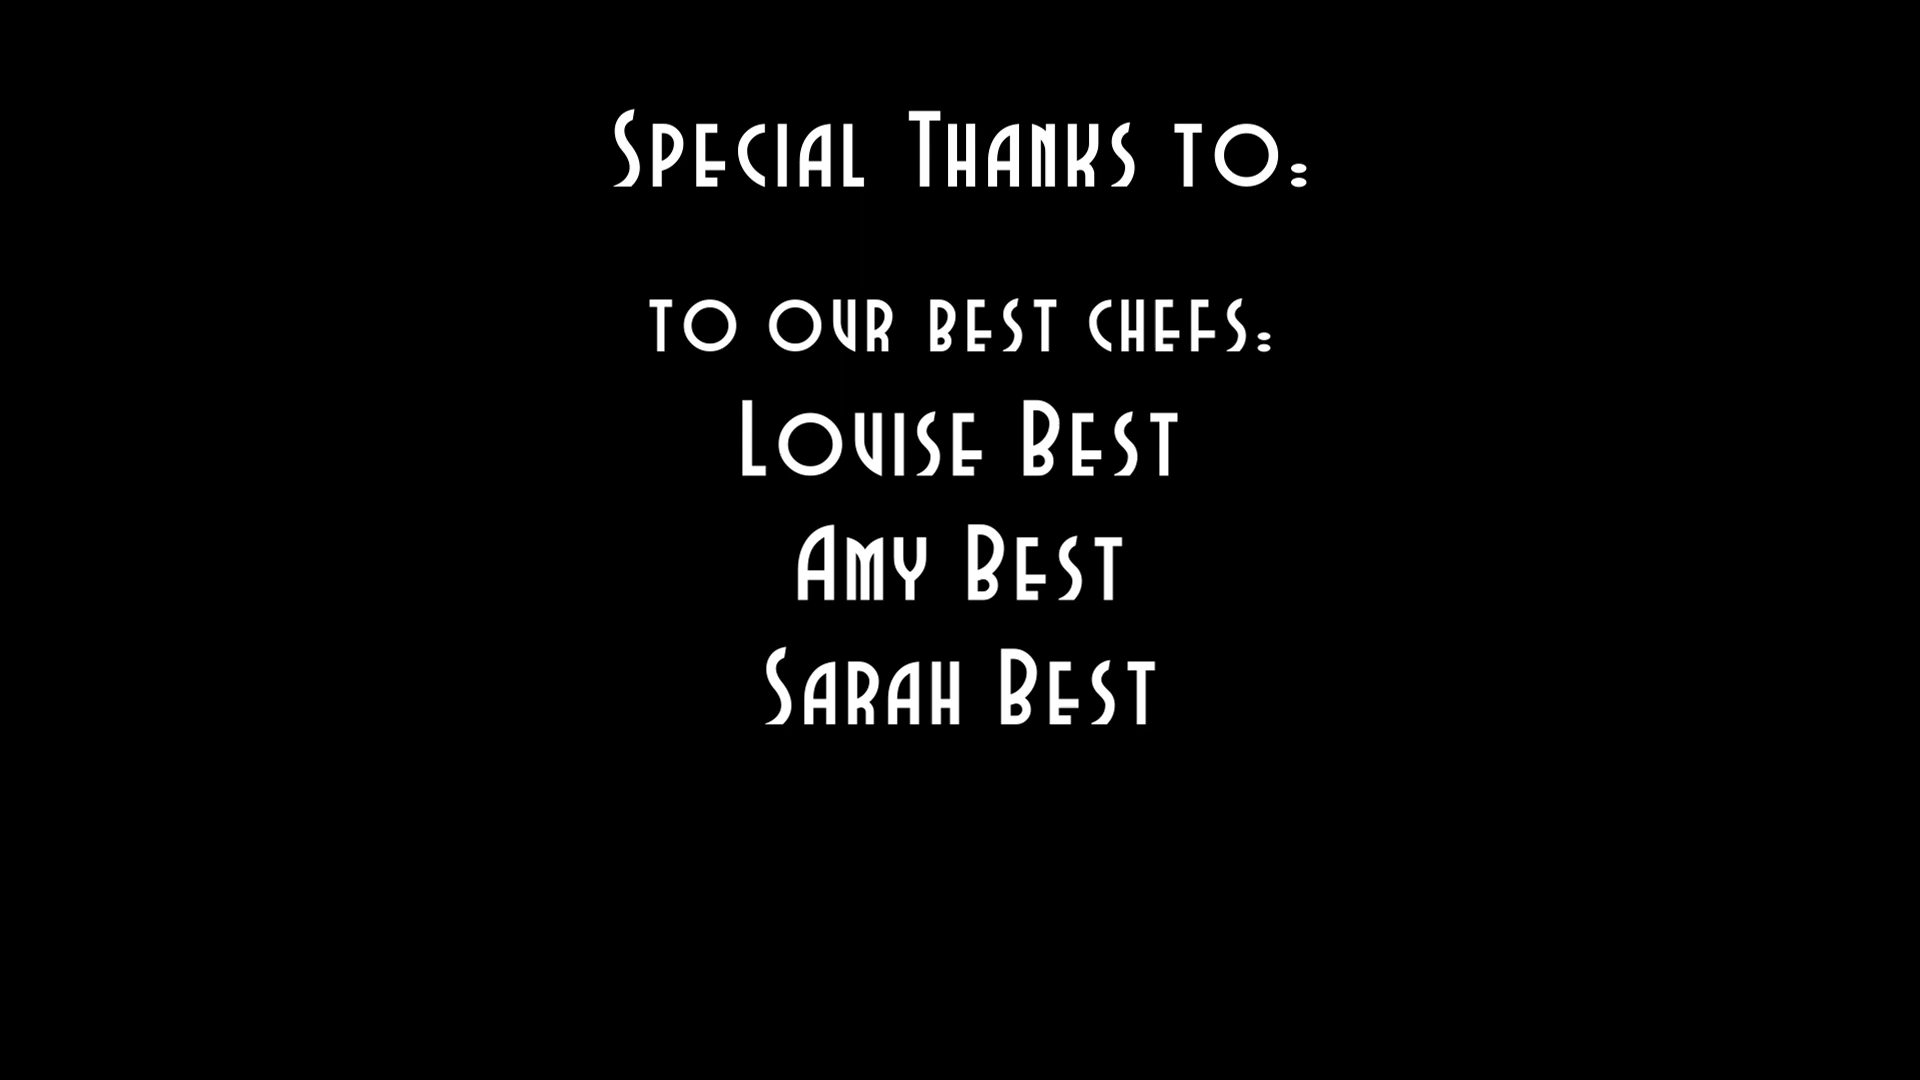 Special Thanks to:
to our best chefs:
Louise Best
Amy Best
Sarah Best